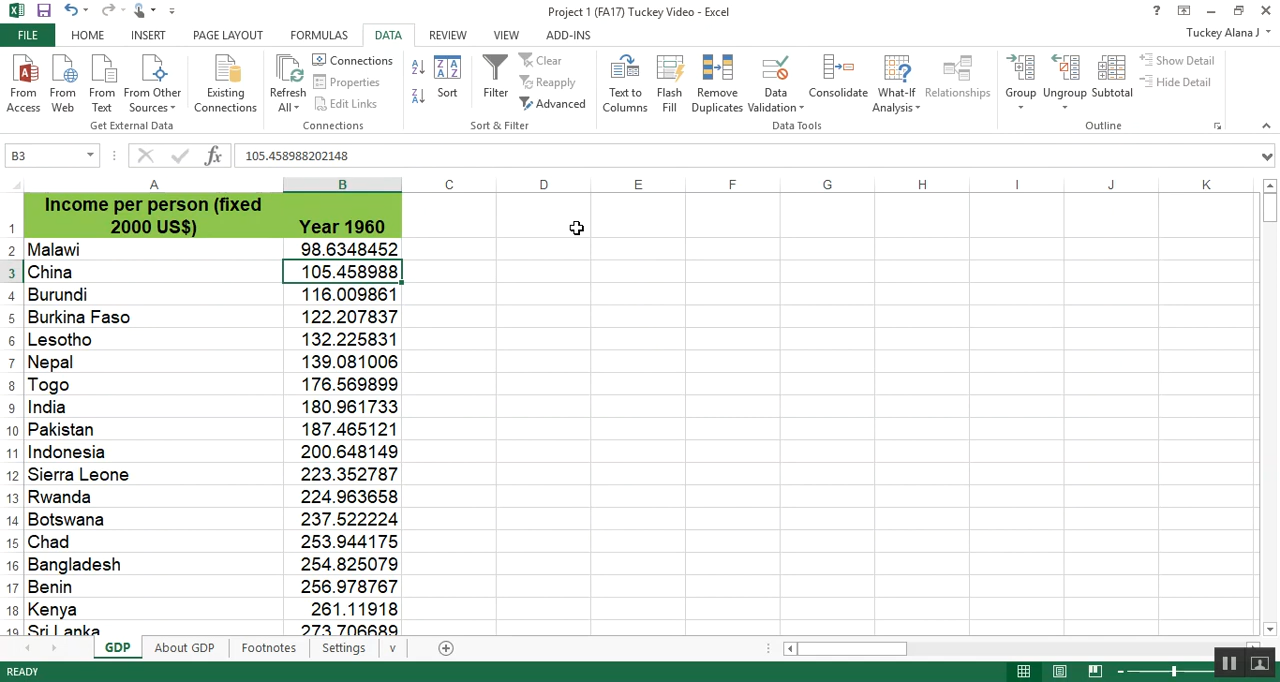 Project 1 (FA17) Tuckey Video - Excel
?
FILE HOME INSERT PAGE LAYOUT FORMULAS DATA REVIEW VIEW ADD-INS Tuckey Alana J
From Access
From Web
From Text
From Other Sources
Existing Connections
Get External Data
Refresh All
Connections
Properties
Edit Links
Connections
Sort
Filter
Clear
Reapply
Advanced
Sort & Filter
Text to Columns
Flash Fill
Remove Duplicates
Data Validation
Consolidate
What-If Analysis
Relationships
Data Tools
Group
Ungroup
Subtotal
Show Detail
Hide Detail
Outline
B3 fx 105.458988202148
A B C D E F G H I J K
1 Income per person (fixed 2000 US$) Year 1960
2 Malawi 98.6348452
3 China 105.458988
4 Burundi 116.009861
5 Burkina Faso 122.207837
6 Lesotho 132.225831
7 Nepal 139.081006
8 Togo 176.569899
9 India 180.961733
10 Pakistan 187.465121
11 Indonesia 200.648149
12 Sierra Leone 223.352787
13 Rwanda 224.963658
14 Botswana 237.522224
15 Chad 253.944175
16 Bangladesh 254.825079
17 Benin 256.978767
18 Kenya 261.11918
19 Sri Lanka 273.706689
GDP About GDP Footnotes Settings v
READY